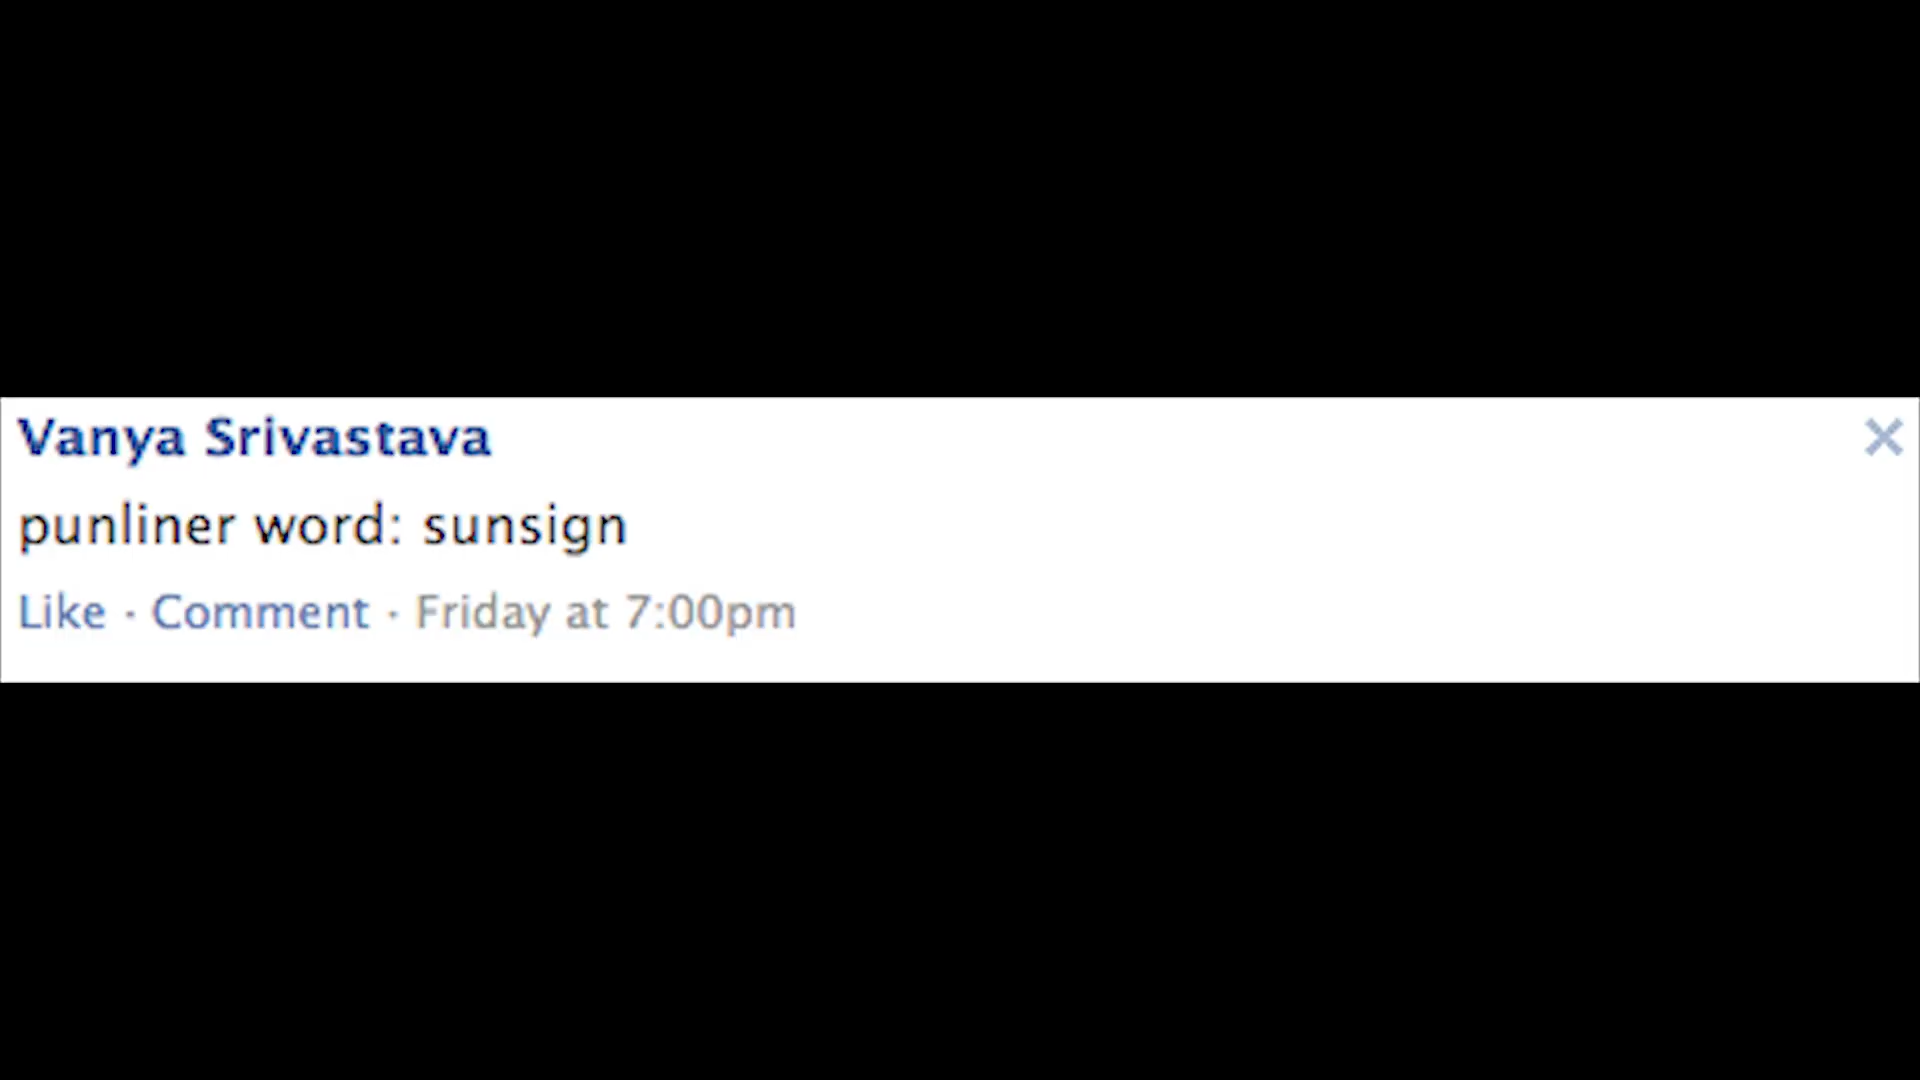 Vanya Srivastava
punliner word: sunsign
Like · Comment · Friday at 7:00pm